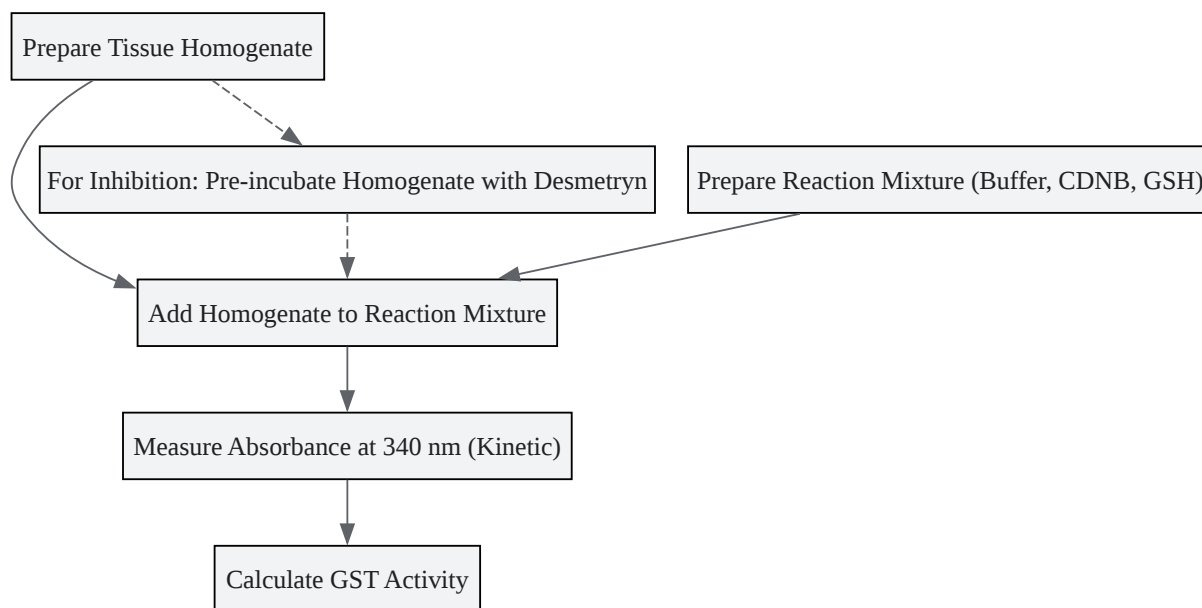 Prepare Tissue Homogenate
For Inhibition: Pre-incubate Homogenate with Desmetryn
Prepare Reaction Mixture (Buffer, CDNB, GSH)
Add Homogenate to Reaction Mixture
Measure Absorbance at 340 nm (Kinetic)
Calculate GST Activity